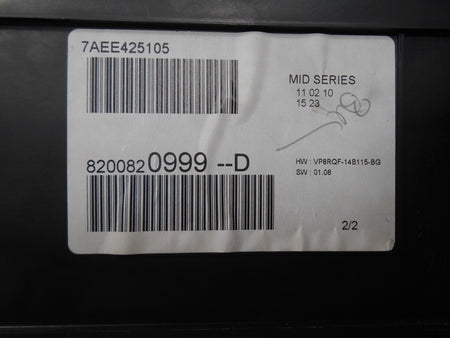 7AEE425105
MID SERIES
11 02 10
15 23
8200820999 --D
HW : VP8RQF-14B115-BG
SW : 01.08
2/2